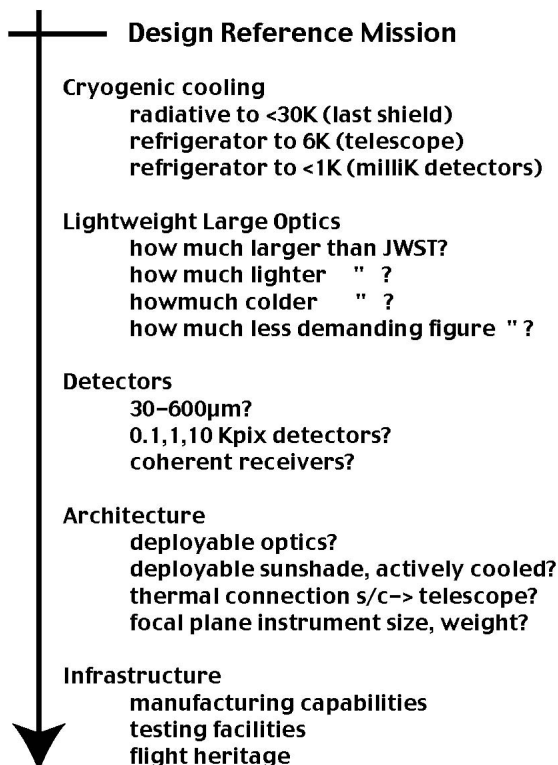 Design Reference Mission
Cryogenic cooling
radiative to <30K (last shield)
refrigerator to 6K (telescope)
refrigerator to <1K (milliK detectors)
Lightweight Large Optics
how much larger than JWST?
how much lighter " ?
howmuch colder " ?
how much less demanding figure " ?
Detectors
30-600µm?
0.1,1,10 Kpix detectors?
coherent receivers?
Architecture
deployable optics?
deployable sunshade, actively cooled?
thermal connection s/c-> telescope?
focal plane instrument size, weight?
Infrastructure
manufacturing capabilities
testing facilities
flight heritage